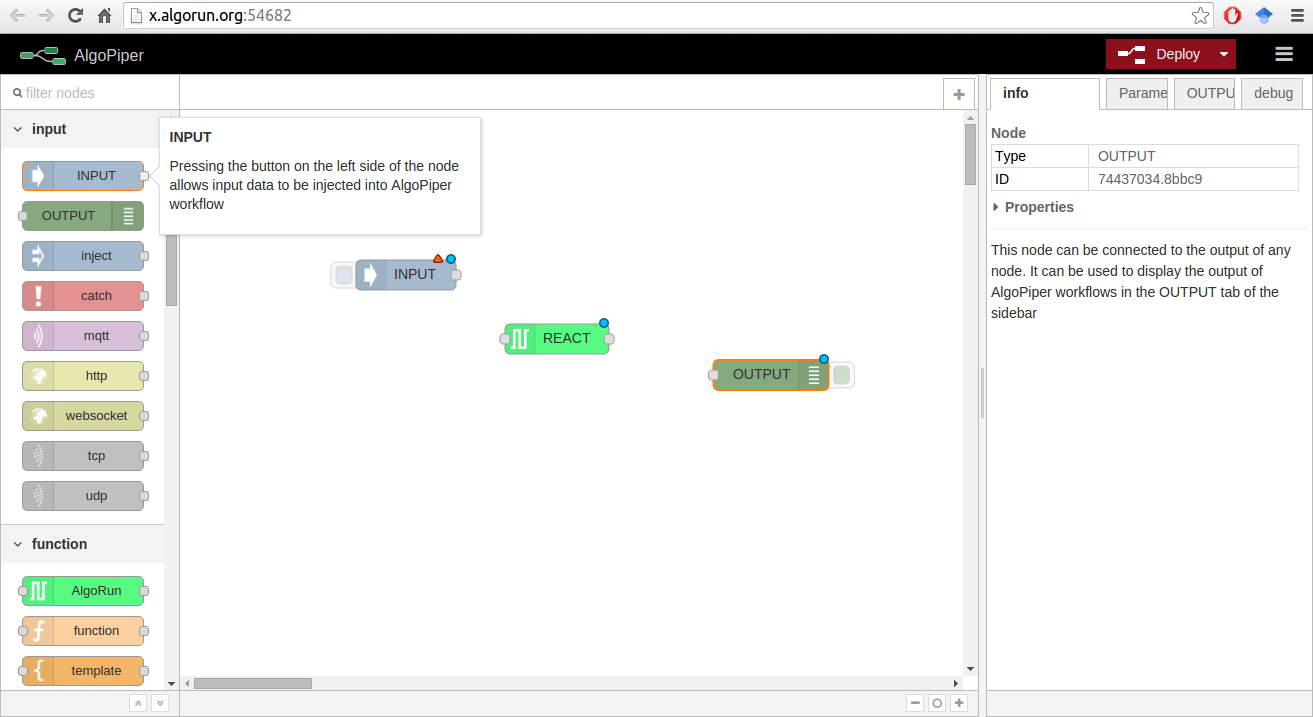 x.algorun.org:54682
AlgoPiper
Deploy
filter nodes
input
INPUT
OUTPUT
inject
catch
mqtt
http
websocket
tcp
udp
function
AlgoRun
function
template
INPUT
Pressing the button on the left side of the node
allows input data to be injected into AlgoPiper
workflow
INPUT
REACT
OUTPUT
info
Parame
OUTPU
debug
Node
Type OUTPUT
ID 74437034.8bbc9
Properties
This node can be connected to the output of any
node. It can be used to display the output of
AlgoPiper workflows in the OUTPUT tab of the
sidebar